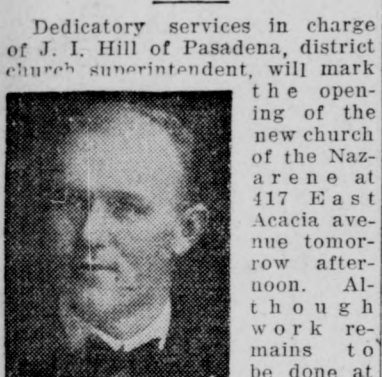 Dedicatory services in charge
of J. I. Hill of Pasadena, district
church superintendent, will mark
the open-
ing of the
new church
of the Naz-
arene at
417 East
Acacia ave-
nue tomor-
row after-
noon. Al-
though
work re-
mains to
be done at